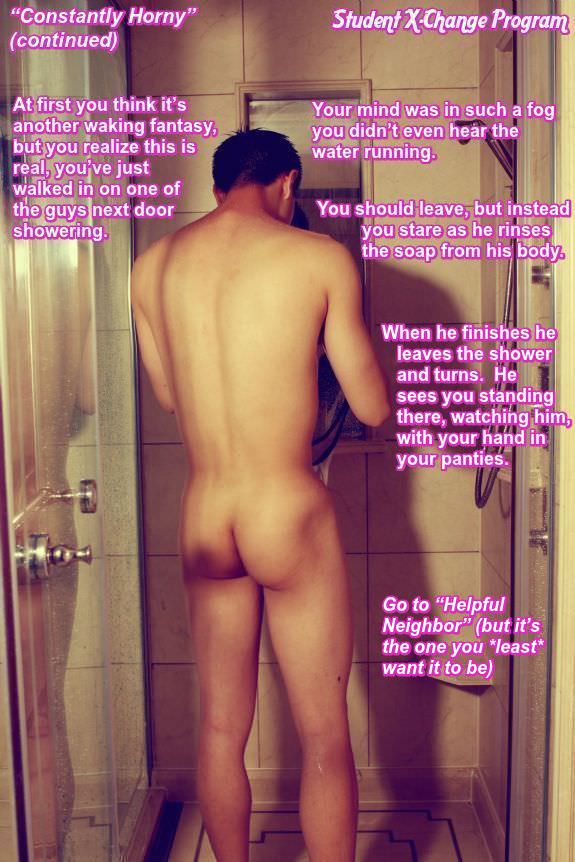 “Constantly Horny”
(continued)
Student X-Change Program
At first you think it’s
another waking fantasy,
but you realize this is
real, you’ve just
walked in on one of
the guys next door
showering.
Your mind was in such a fog
you didn’t even hear the
water running.
You should leave, but instead
you stare as he rinses
the soap from his body.
When he finishes he
leaves the shower
and turns. He
sees you standing
there, watching him,
with your hand in
your panties.
Go to “Helpful
Neighbor” (but it’s
the one you *least*
want it to be)